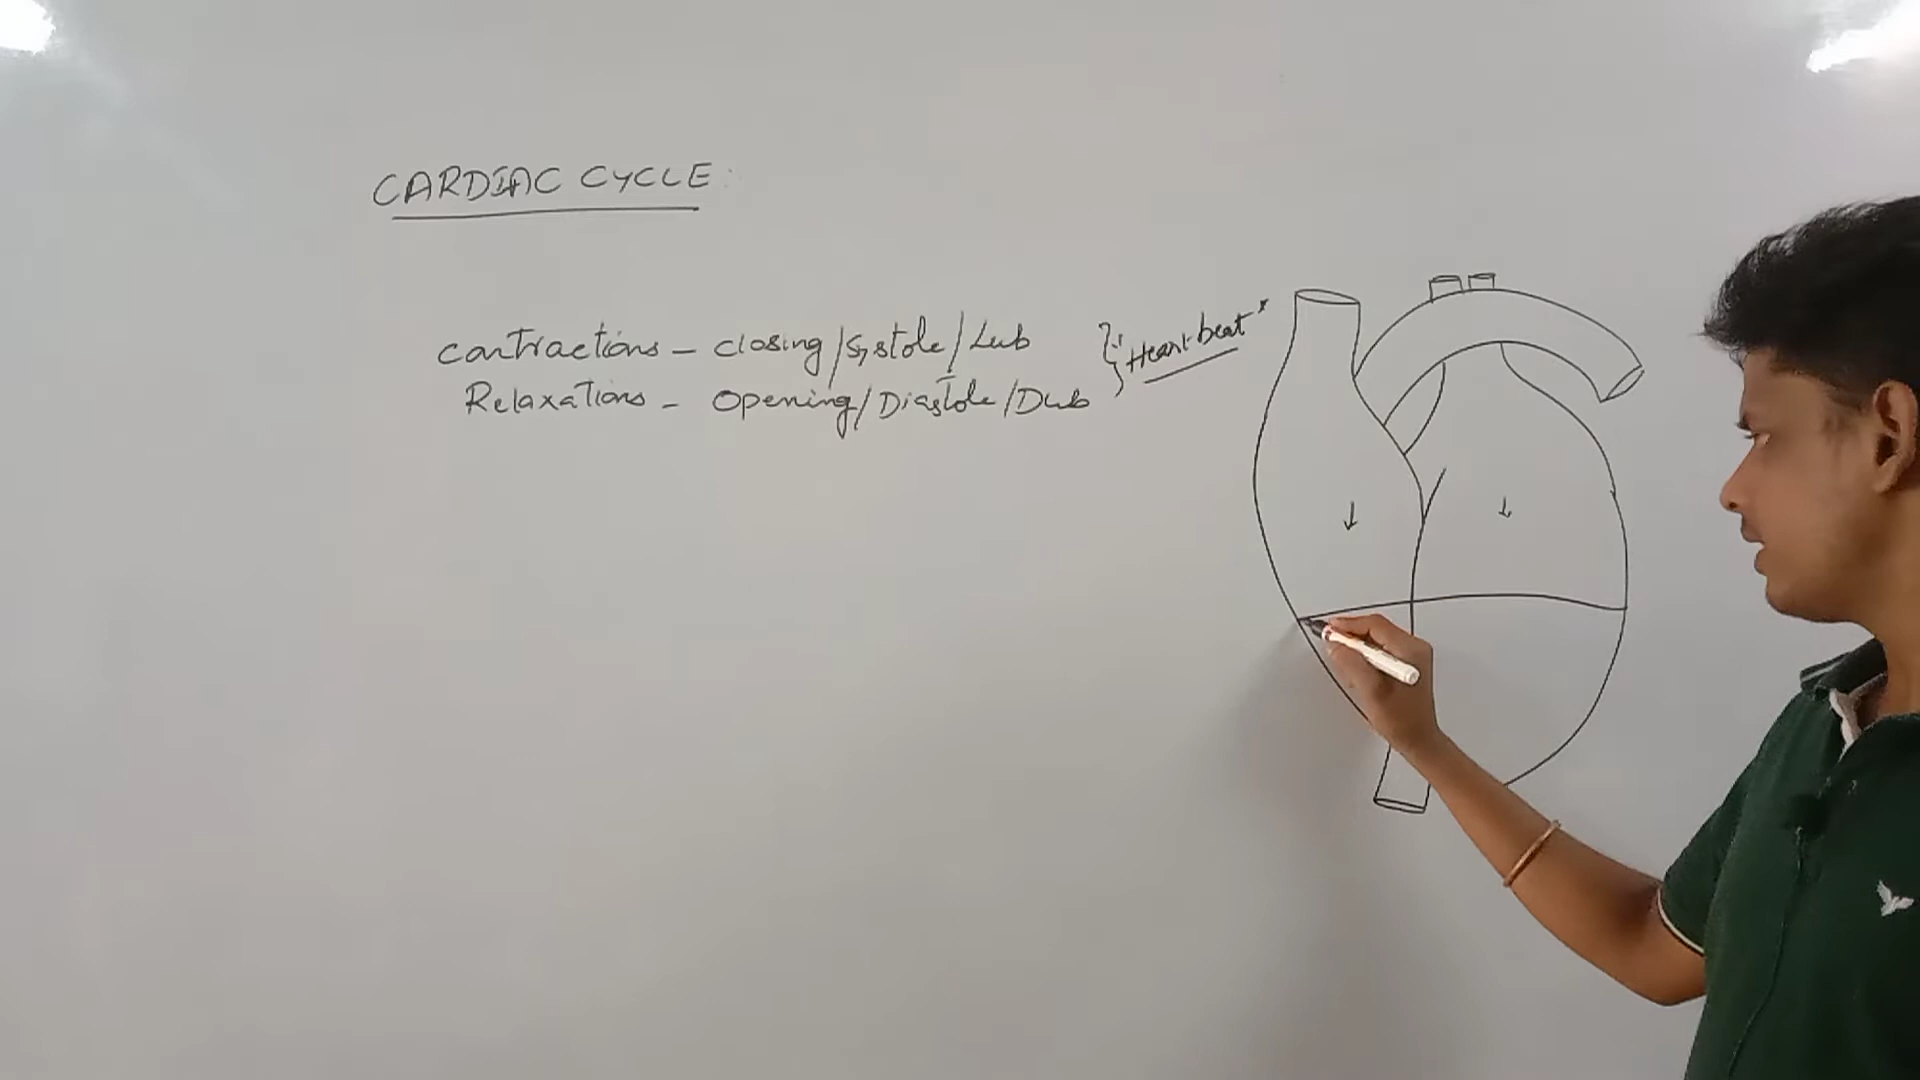 CARDIAC CYCLE:
Contractions - closing/Systole/Lub
Relaxations - Opening/Diastole/Dub
Heart beat